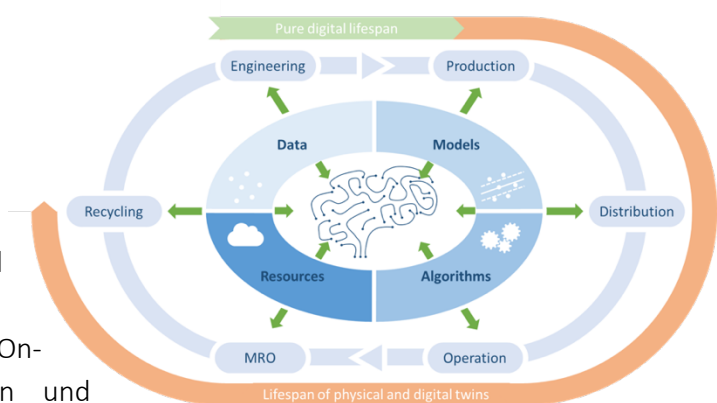 Pure digital lifespan
Engineering
Production
Data
Models
Recycling
Distribution
Resources
Algorithms
On-
und
MRO
Operation
Lifespan of physical and digital twins